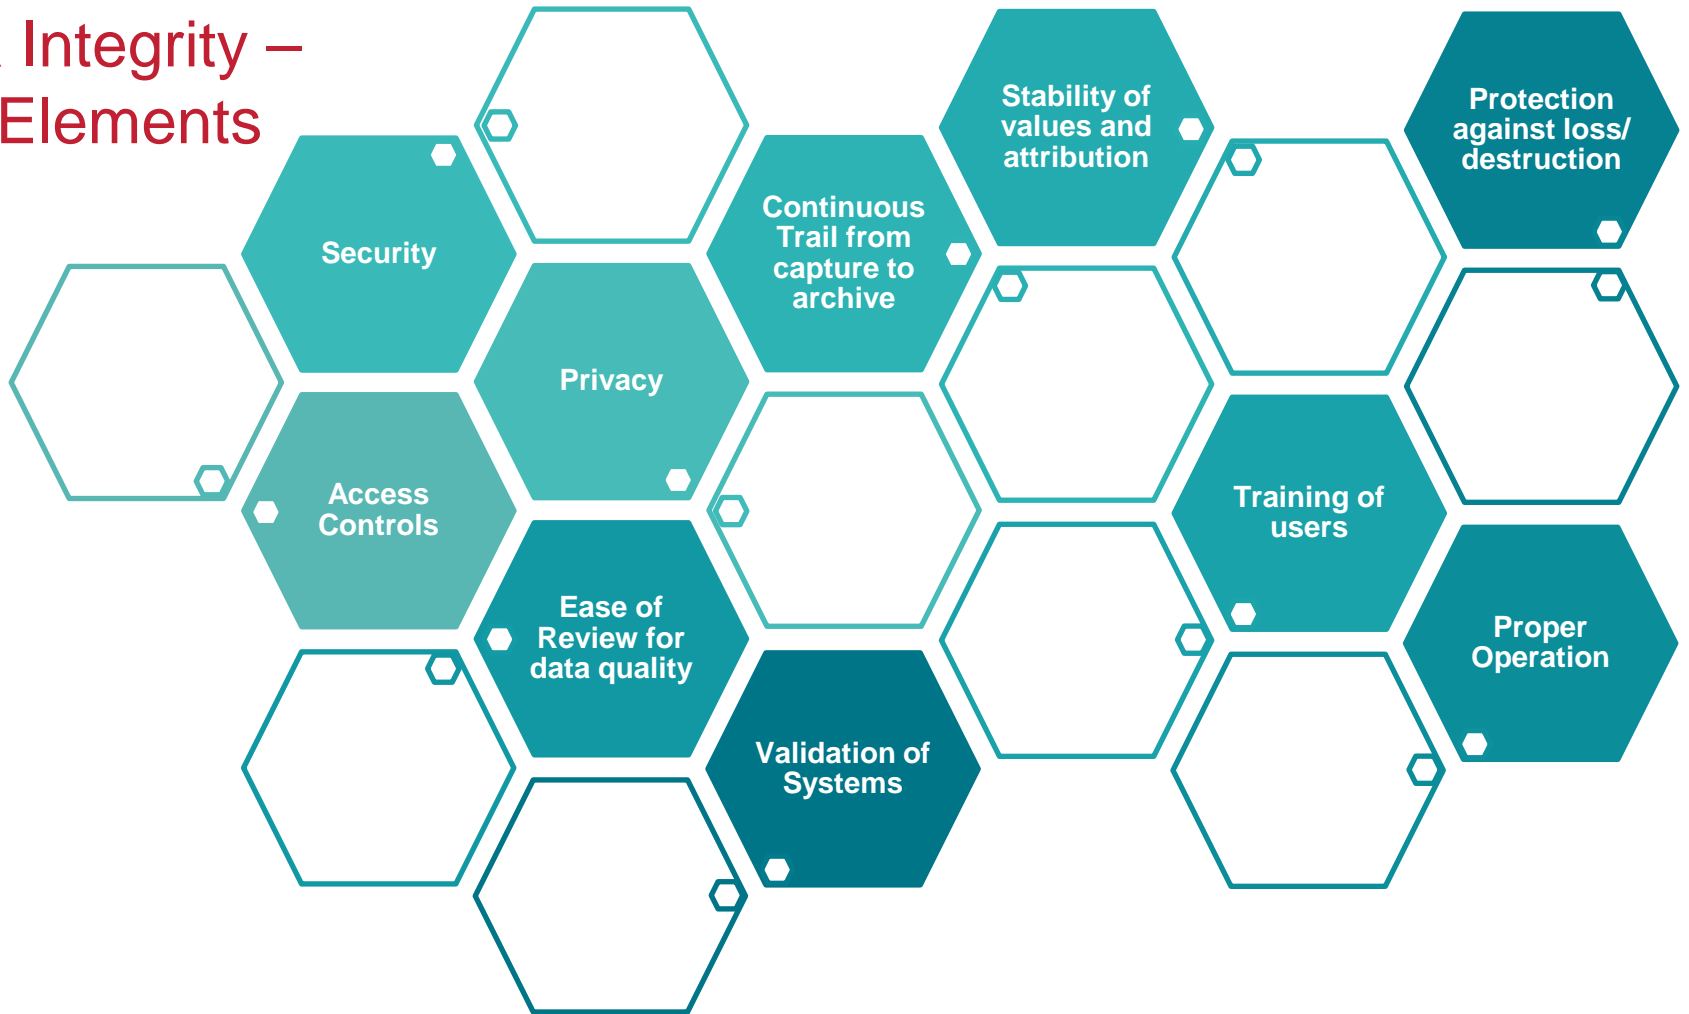 Integrity –
Elements
Stability of
values and
attribution
Protection
against loss/
destruction
Security
Continuous
Trail from
capture to
archive
Privacy
Access
Controls
Training of
users
Ease of
Review for
data quality
Proper
Operation
Validation of
Systems